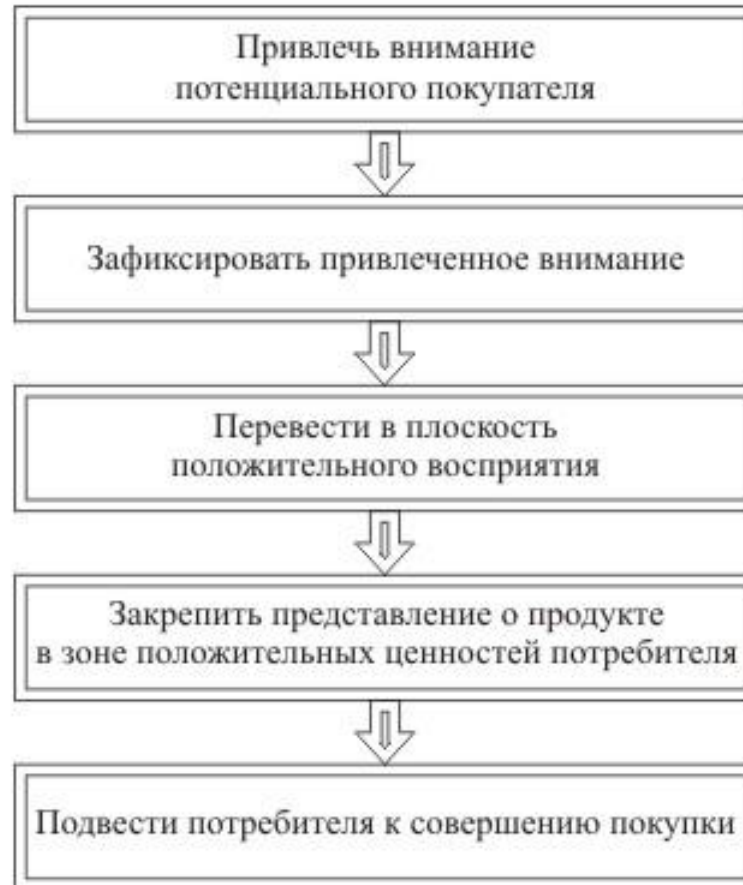 Привлечь внимание
потенциального покупателя
Зафиксировать привлеченное внимание
Перевести в плоскость
положительного восприятия
Закрепить представление о продукте
в зоне положительных ценностей потребителя
Подвести потребителя к совершению покупки